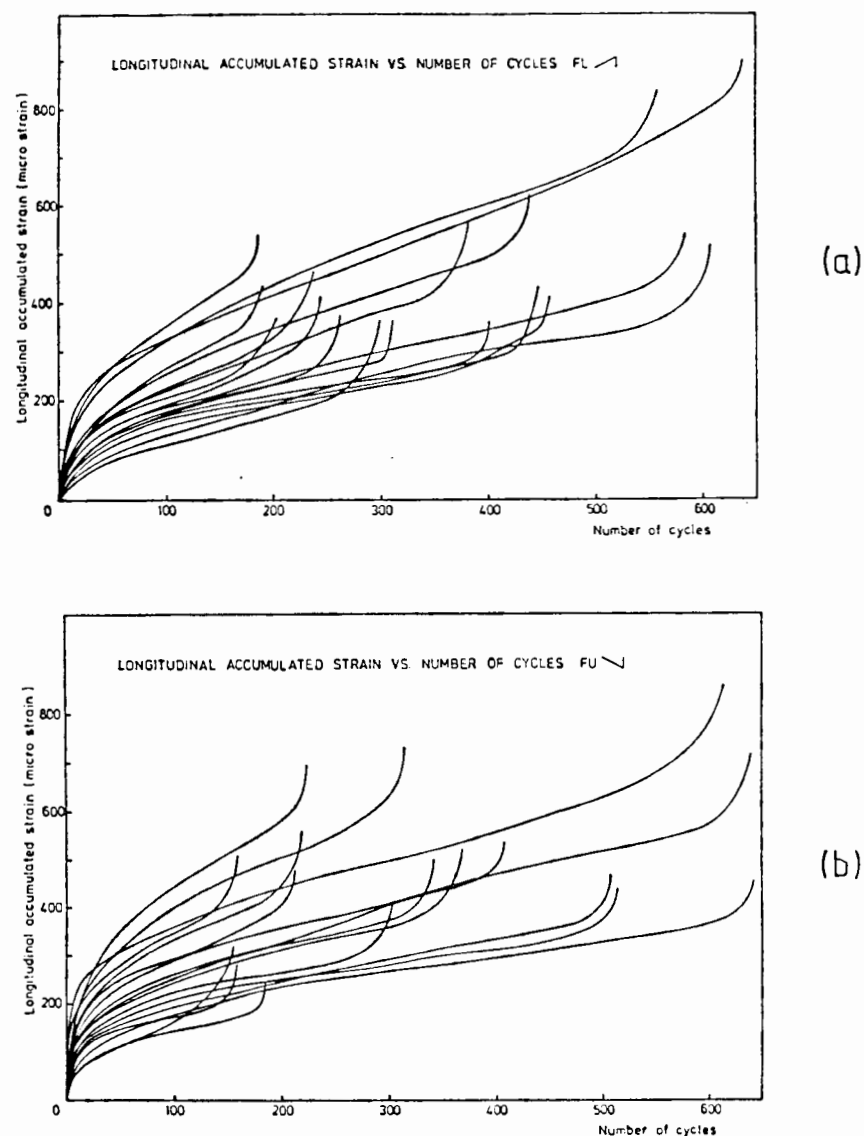 LONGITUDINAL ACCUMULATED STRAIN VS. NUMBER OF CYCLES FL
Longitudinal accumulated strain (micro strain)
800
600
400
200
0
100
200
300
400
500
600
Number of cycles
(a)
LONGITUDINAL ACCUMULATED STRAIN VS. NUMBER OF CYCLES FU
Longitudinal accumulated strain (micro strain)
800
600
400
200
0
100
200
300
400
500
600
Number of cycles
(b)